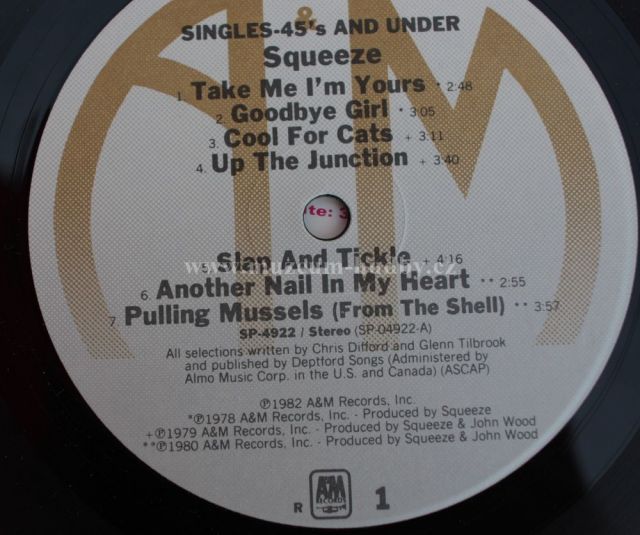 SINGLES-45's AND UNDER
Squeeze
1. Take Me I'm Yours * 2:48
2. Goodbye Girl * 3:05
3. Cool For Cats + 3:11
4. Up The Junction + 3:40
ite: 3
5. Slap And Tickle + 4:16
6. Another Nail In My Heart ** 2:55
7. Pulling Mussels (From The Shell) ** 3:57
SP-4922 / Stereo (SP-04922-A)
All selections written by Chris Difford and Glenn Tilbrook
and published by Deptford Songs (Administered by
Almo Music Corp. in the U.S. and Canada) (ASCAP)
℗1982 A&M Records, Inc.
*℗1978 A&M Records, Inc. - Produced by Squeeze
+℗1979 A&M Records, Inc. - Produced by Squeeze & John Wood
**℗1980 A&M Records, Inc. - Produced by Squeeze & John Wood
R A&M RECORDS 1